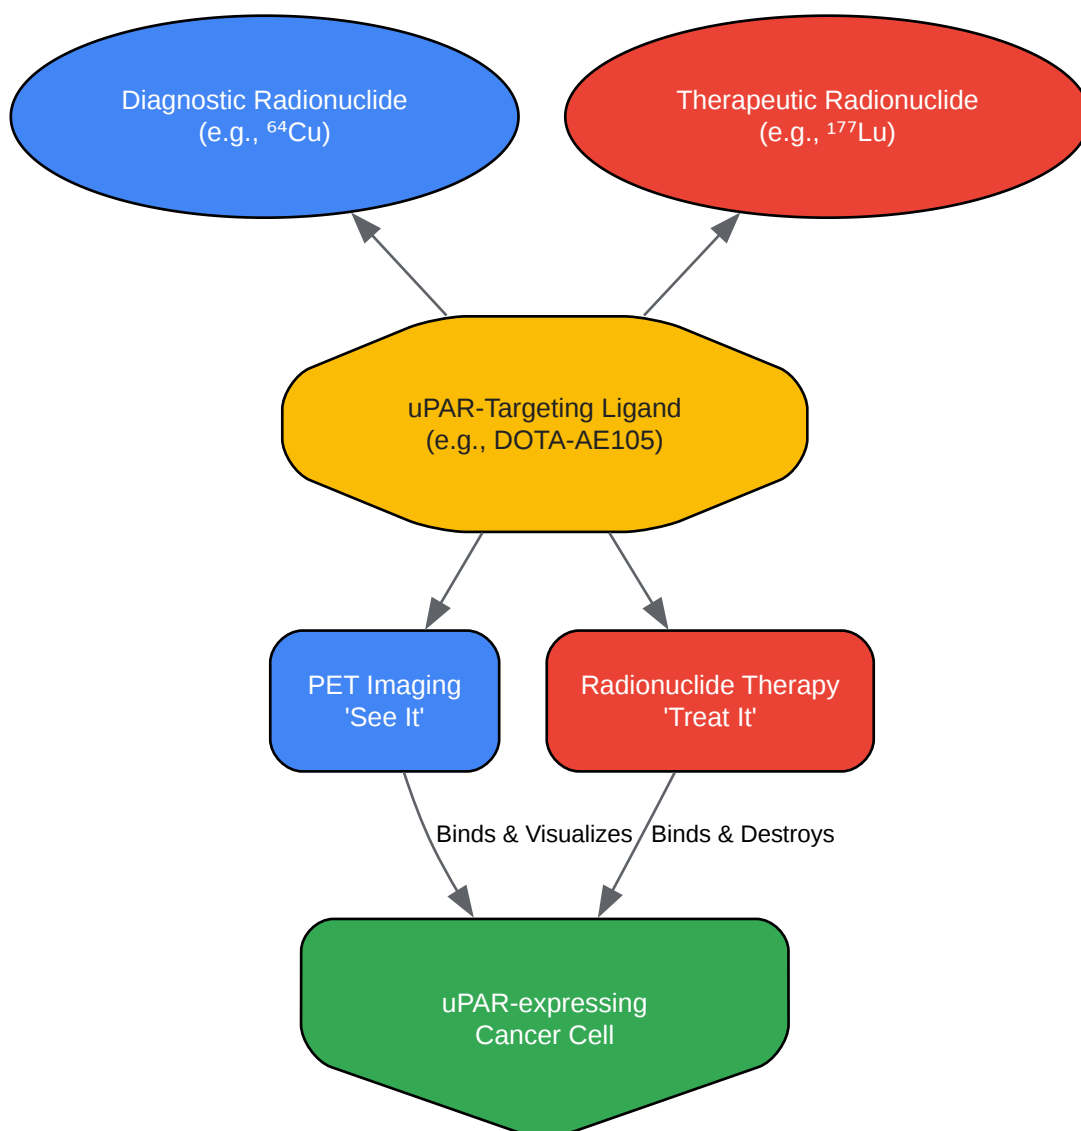 Diagnostic Radionuclide
(e.g., ⁶⁴Cu)
Therapeutic Radionuclide
(e.g., ¹⁷⁷Lu)
uPAR-Targeting Ligand
(e.g., DOTA-AE105)
PET Imaging
'See It'
Radionuclide Therapy
'Treat It'
Binds & Visualizes
Binds & Destroys
uPAR-expressing
Cancer Cell